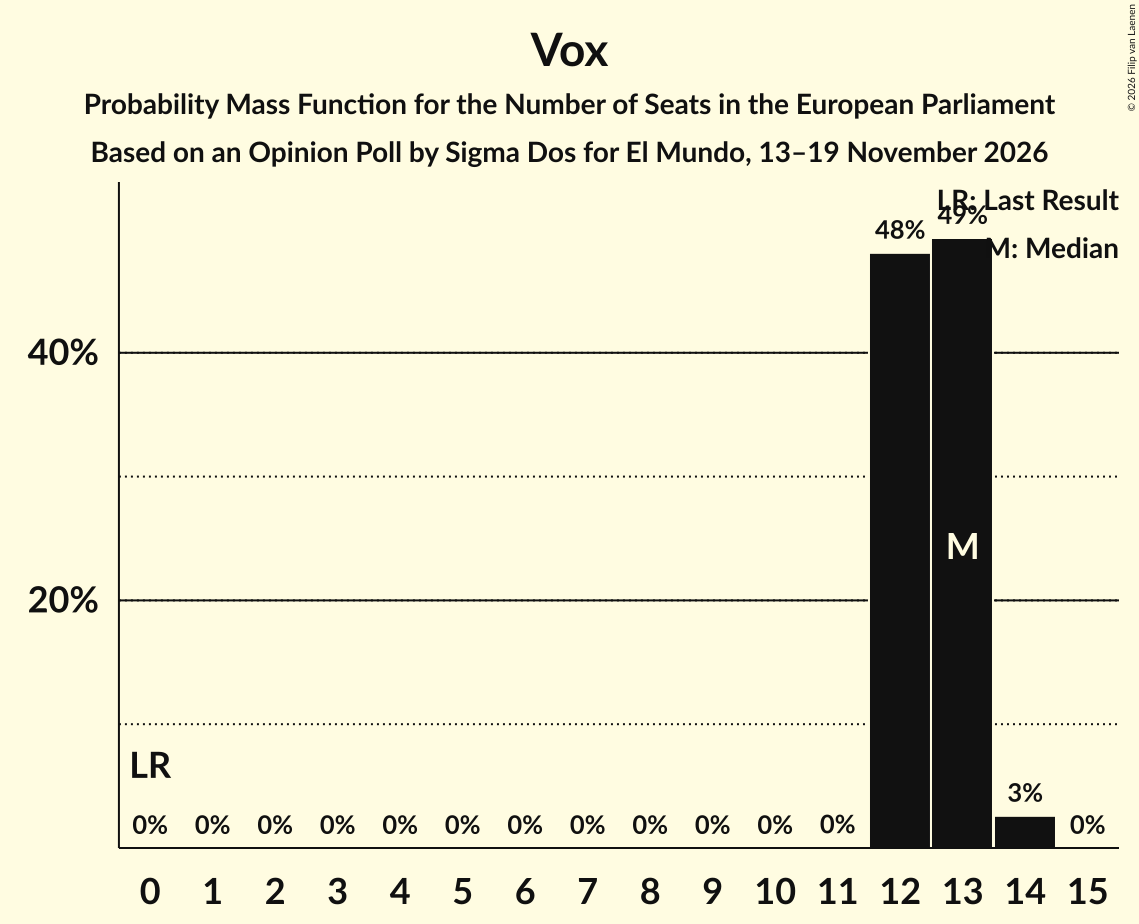 Vox
Probability Mass Function for the Number of Seats in the European Parliament
Based on an Opinion Poll by Sigma Dos for El Mundo, 13–19 November 2026
© 2026 Filip van Laenen
LR: Last Result
M: Median
48%
49%
40%
M
20%
LR
3%
0% 0% 0% 0% 0% 0% 0% 0% 0% 0% 0% 0% 0%
0 1 2 3 4 5 6 7 8 9 10 11 12 13 14 15